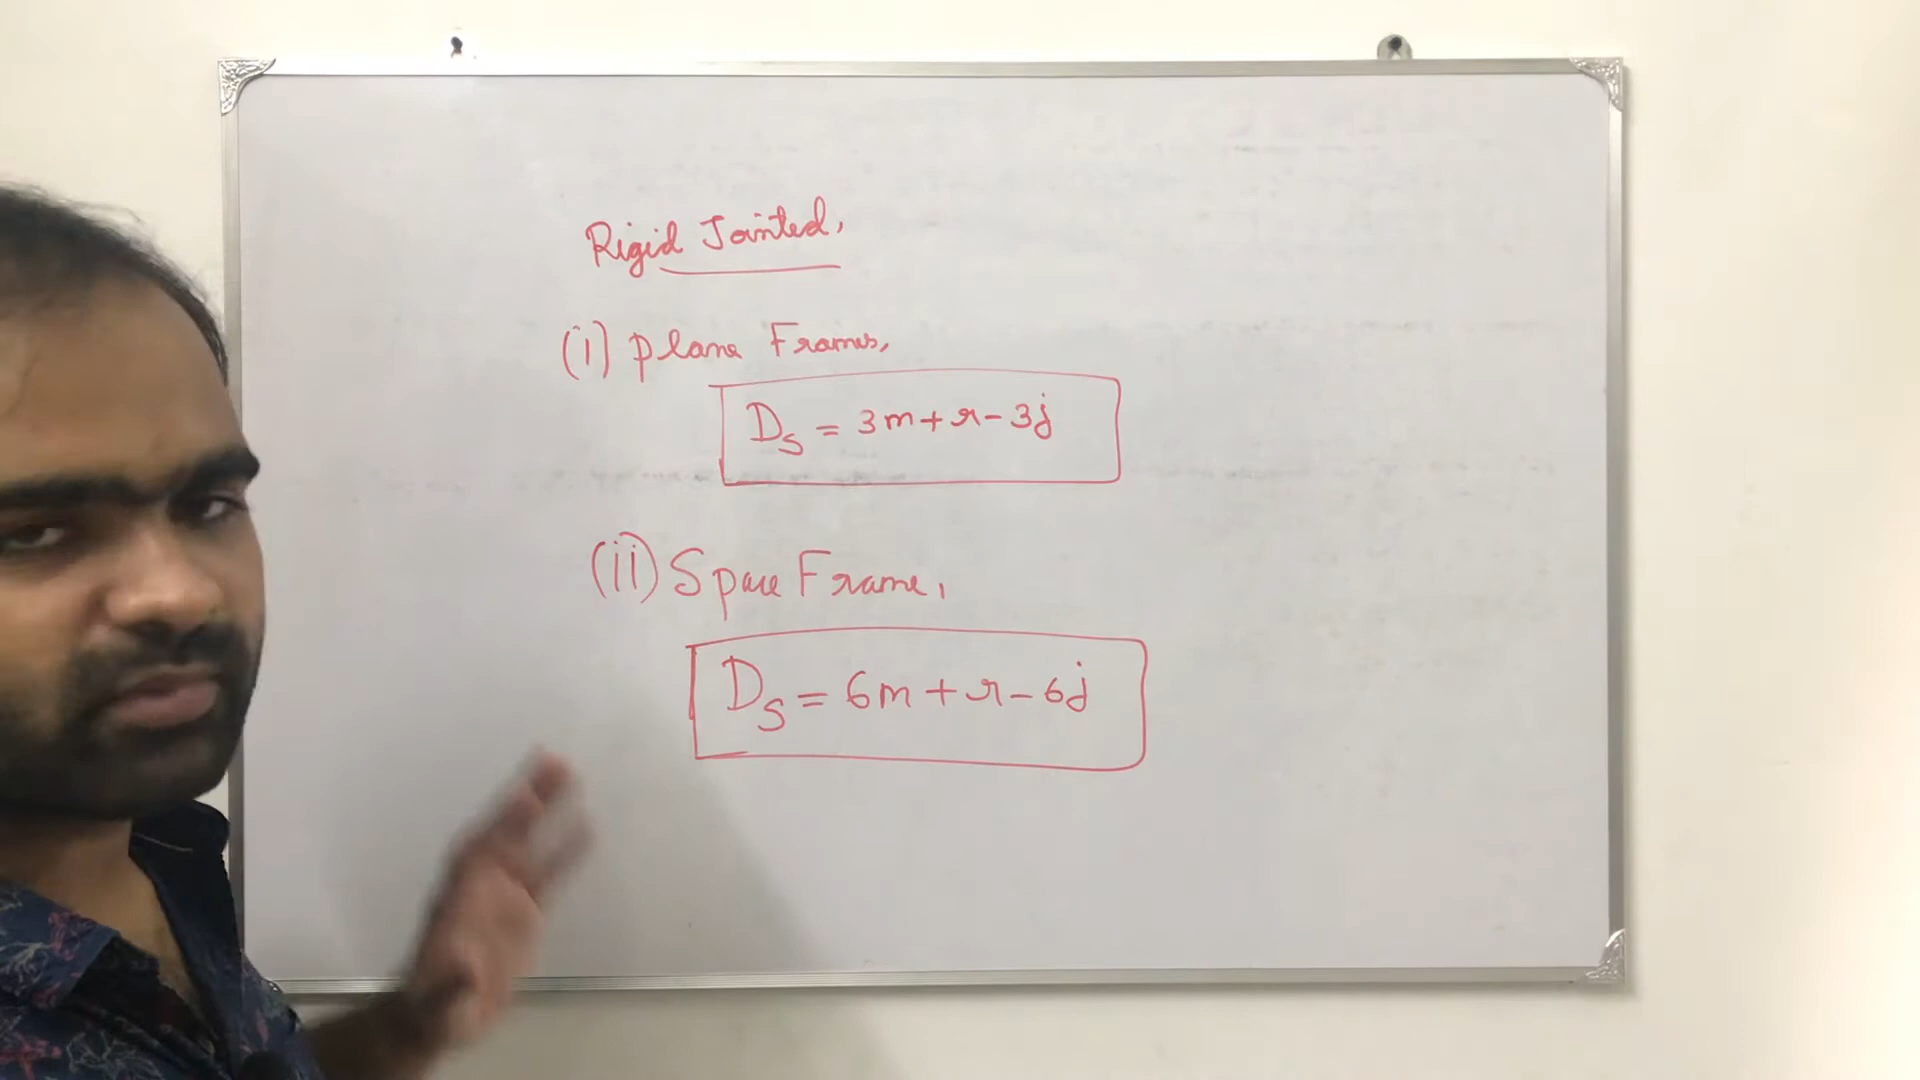 Rigid Jointed,
(i) plane Frames,
Ds = 3m + r - 3j
(ii) Space Frame,
Ds = 6m + r - 6j